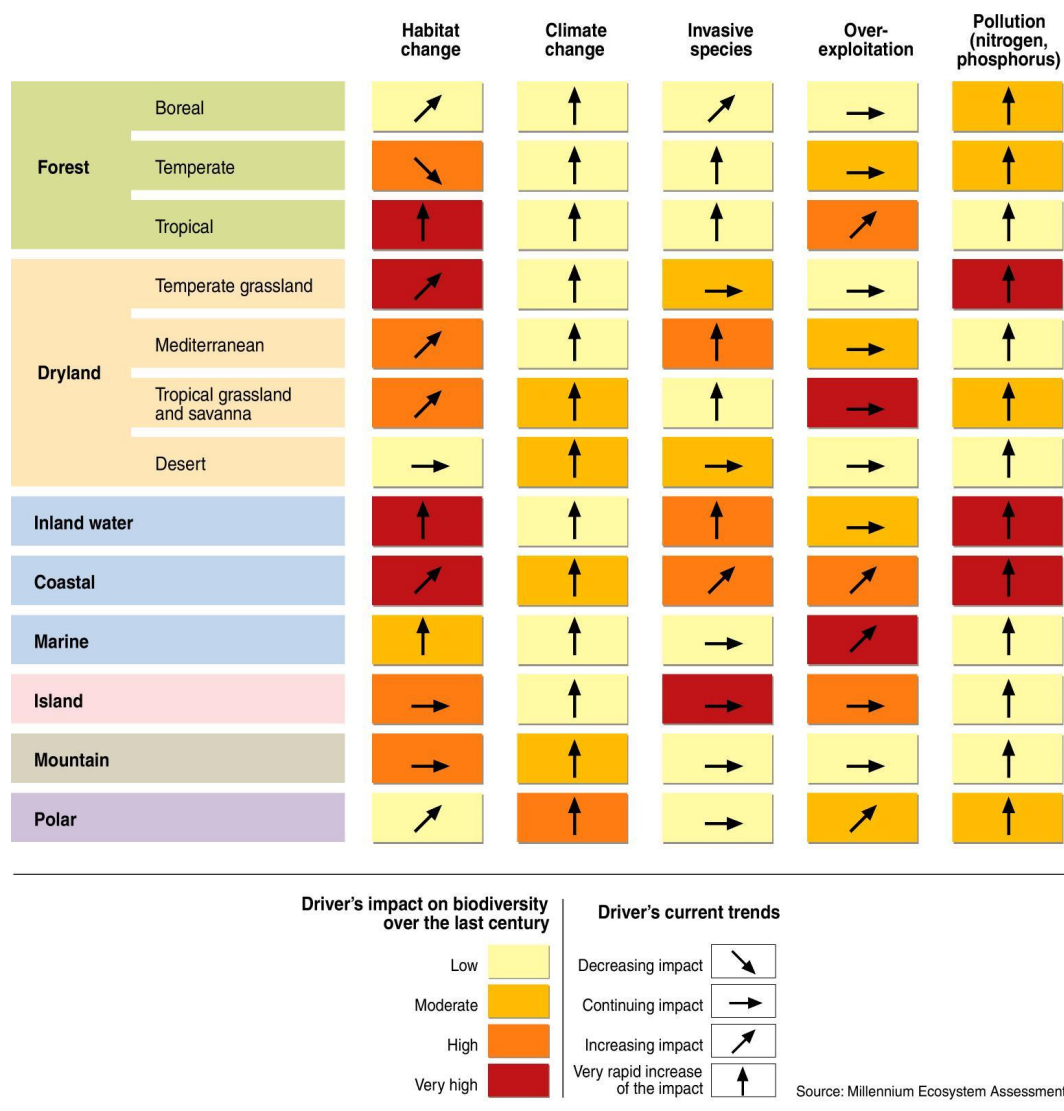 Habitat change
Climate change
Invasive species
Over-exploitation
Pollution (nitrogen, phosphorus)
Forest
Boreal
Temperate
Tropical
Dryland
Temperate grassland
Mediterranean
Tropical grassland
and savanna
Desert
Inland water
Coastal
Marine
Island
Mountain
Polar
Driver's impact on biodiversity
over the last century
Low
Moderate
High
Very high
Driver's current trends
Decreasing impact
Continuing impact
Increasing impact
Very rapid increase
of the impact
Source: Millennium Ecosystem Assessment